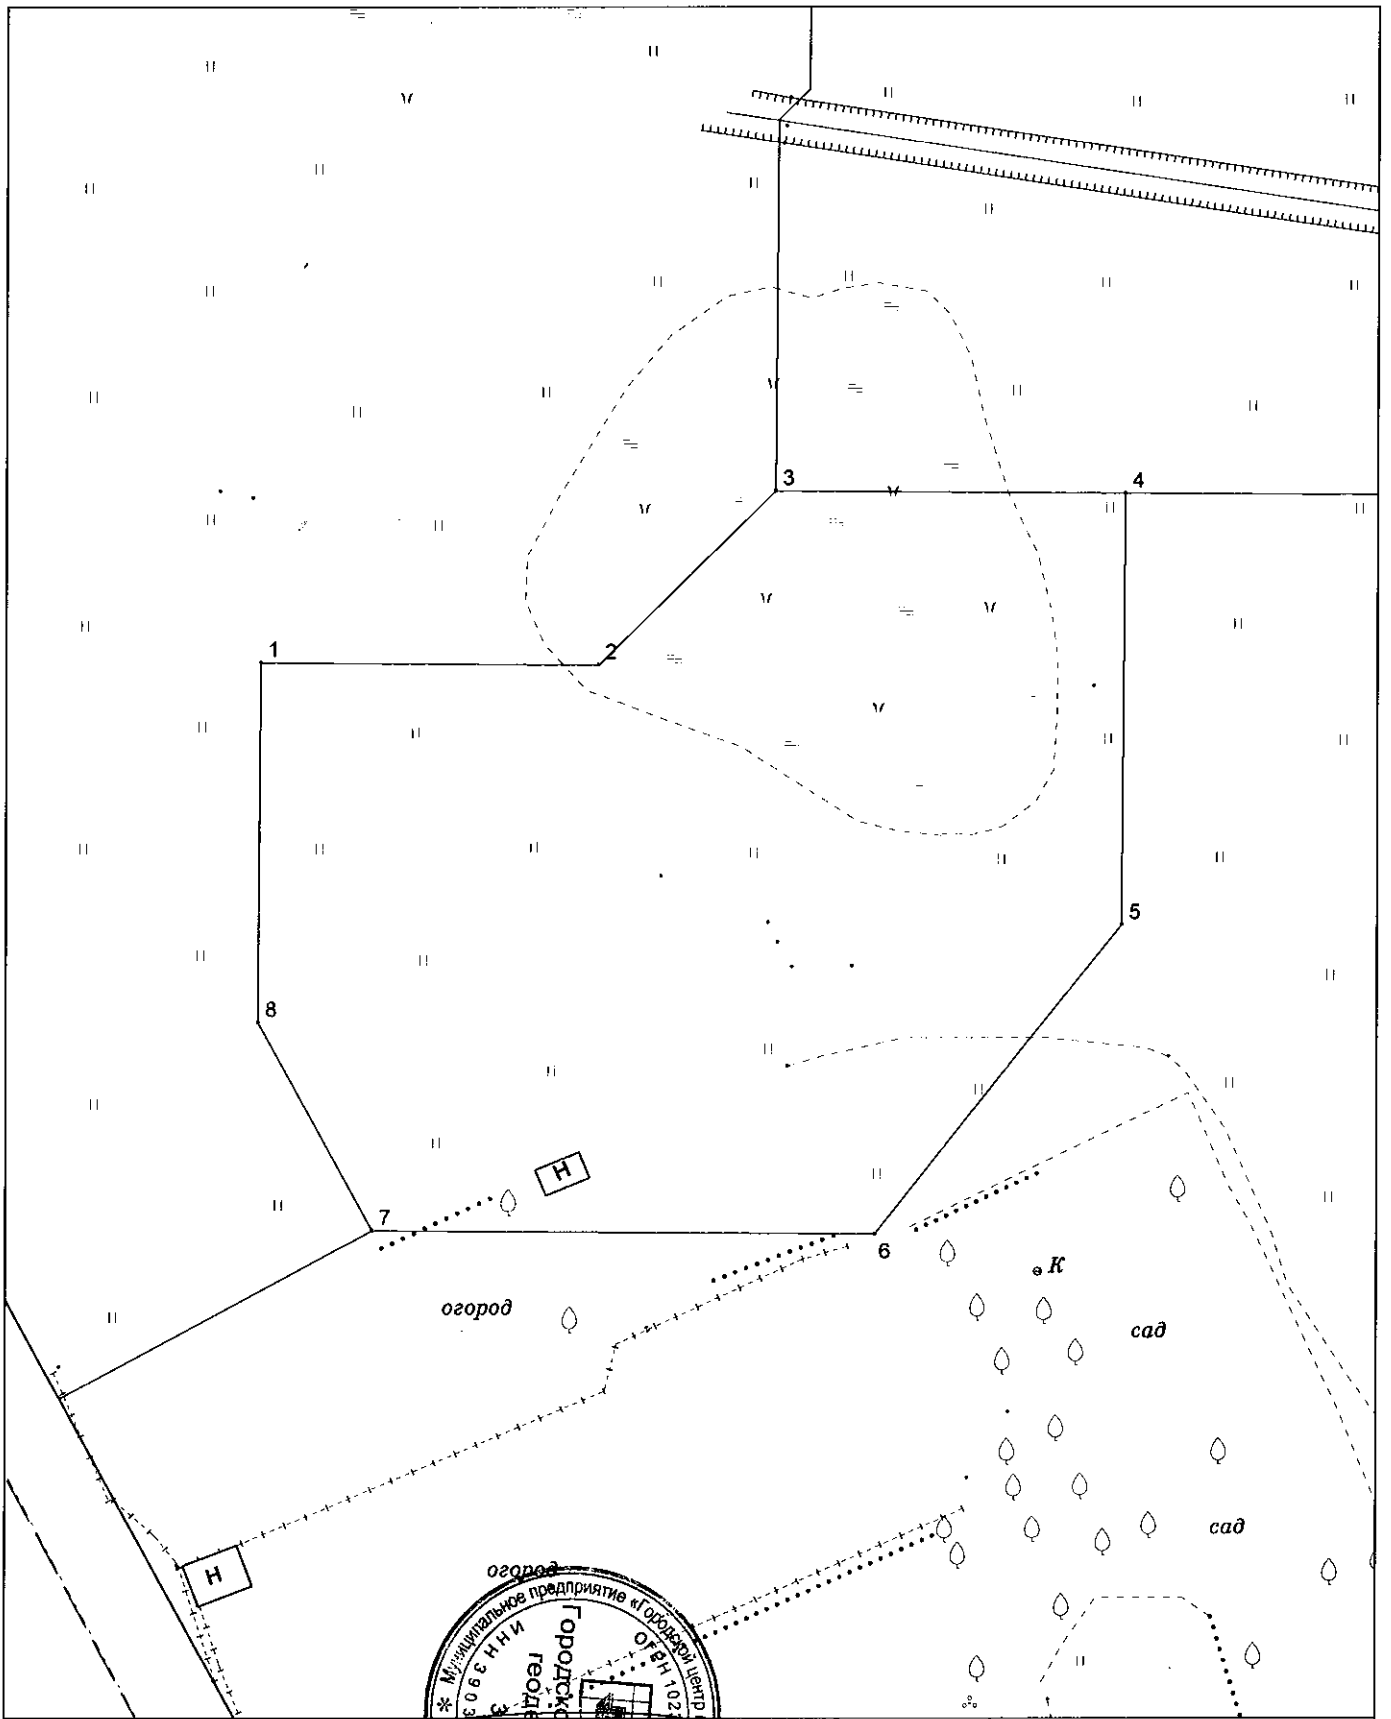 3
4
1
2
5
8
Н
7
6
К
огород
сад
сад
Н
огород
Муниципальное предприятие «Городской центр
ОГРН 102
ИНН 3903
Городск
геоде